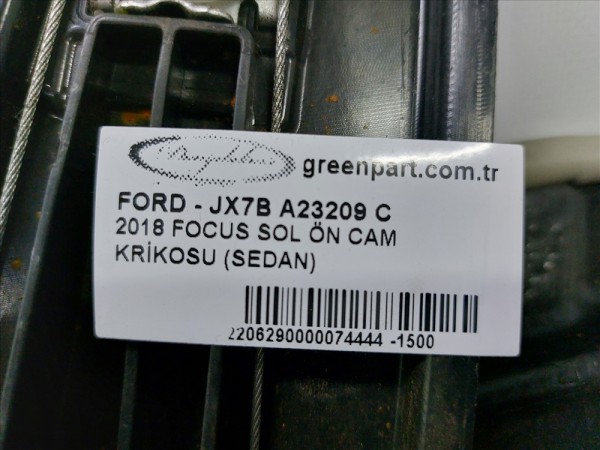 greenpart.com.tr
FORD - JX7B A23209 C
2018 FOCUS SOL ÖN CAM
KRİKOSU (SEDAN)
2206290000074444 -1500